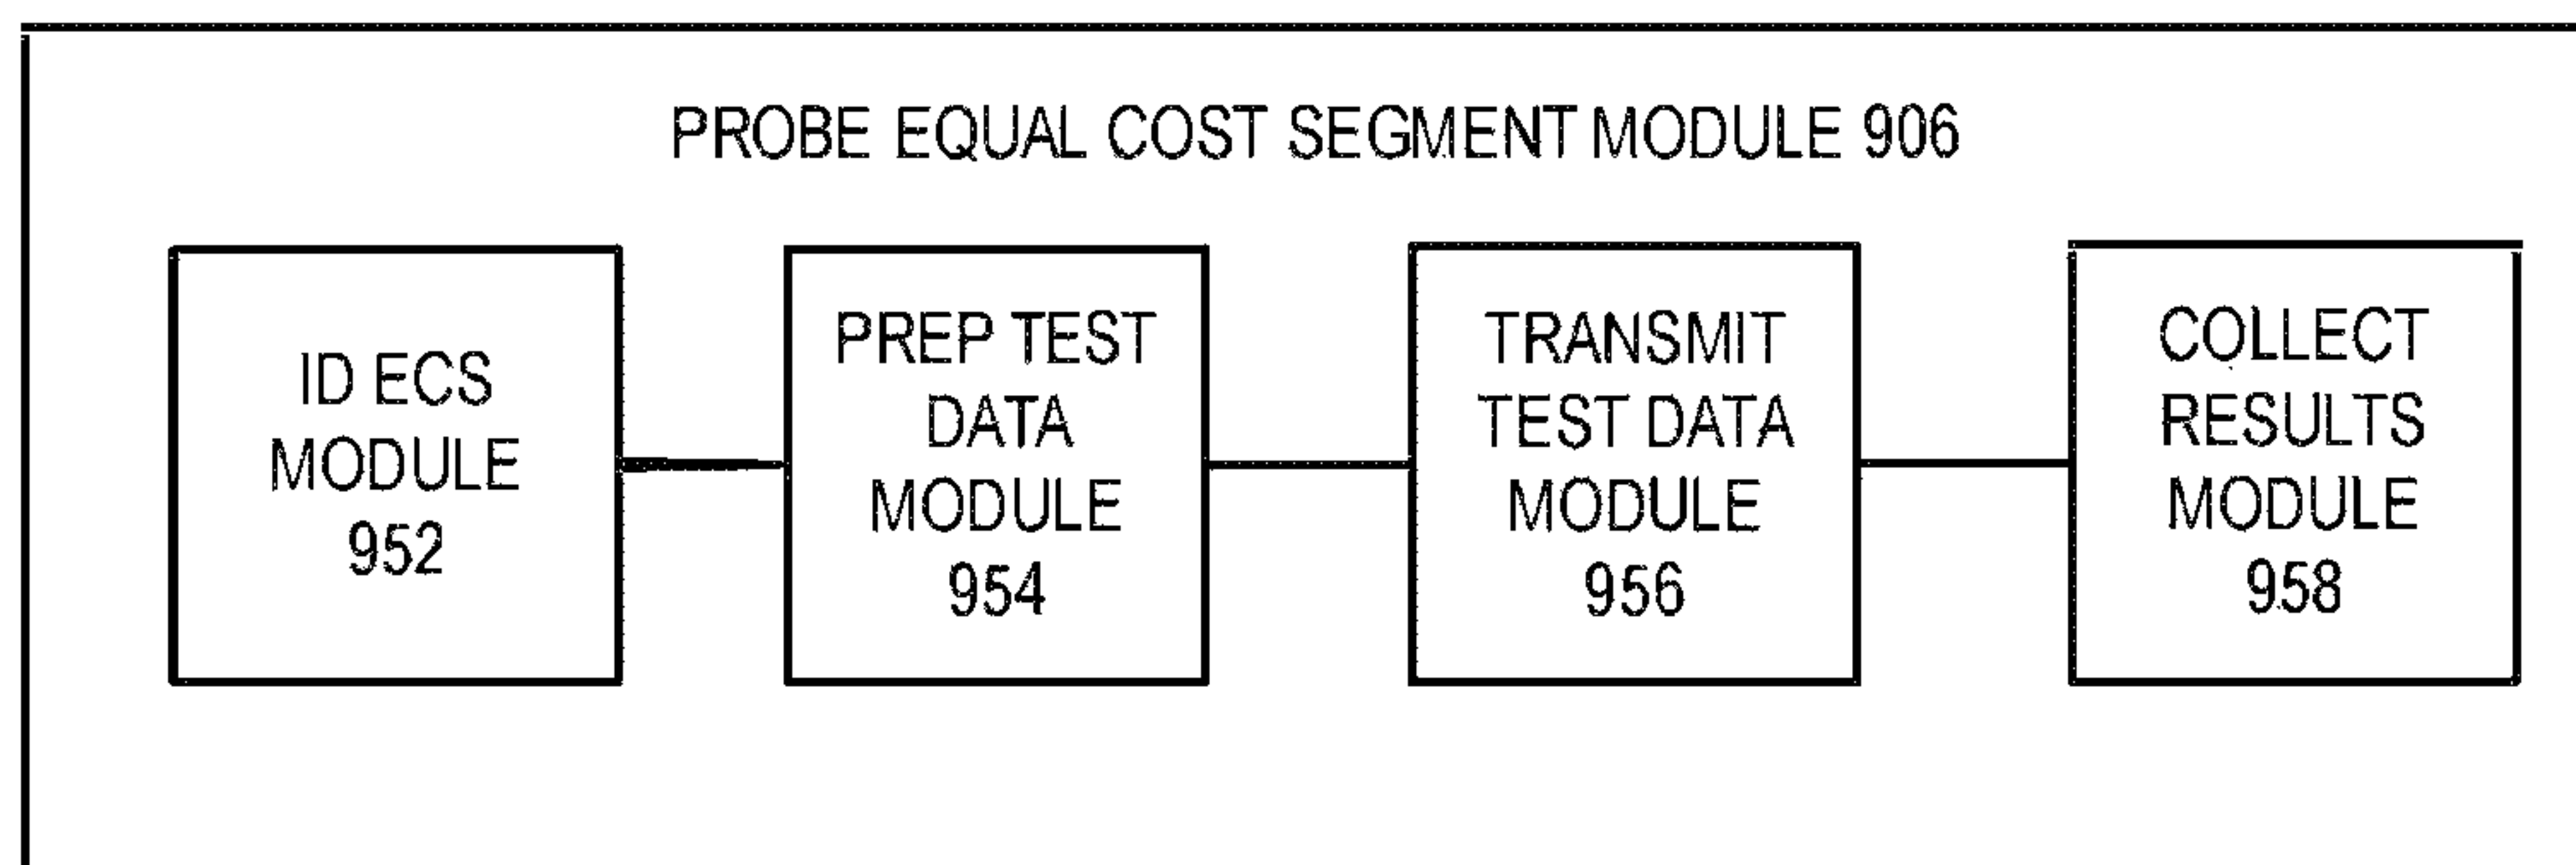 PROBE EQUAL COST SEGMENT MODULE 906
ID ECS
MODULE
952
PREP TEST
DATA
MODULE
954
TRANSMIT
TEST DATA
MODULE
956
COLLECT
RESULTS
MODULE
958